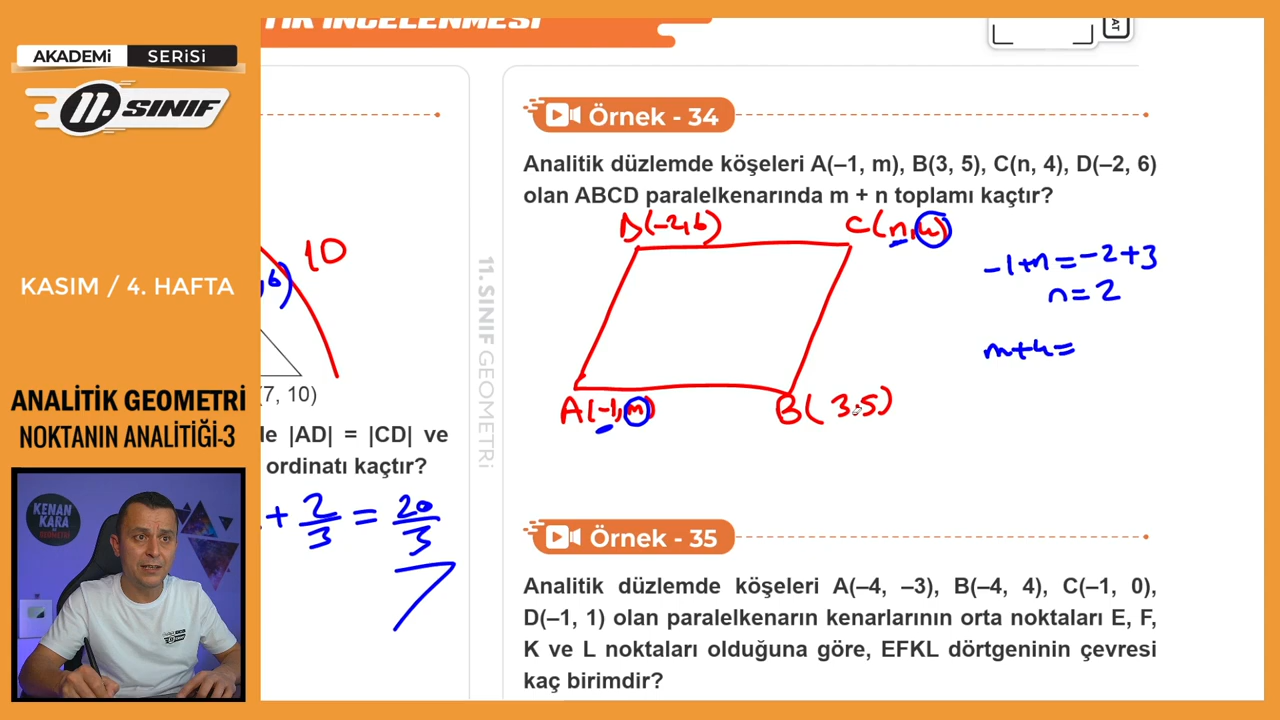 TİK İNCELENMESİ
AT
AKADEMİ SERİSİ
11. SINIF
KASIM / 4. HAFTA
ANALİTİK GEOMETRİ
NOKTANIN ANALİTİĞİ-3
KENAN
KARA
10
,6)
(7, 10)
le |AD| = |CD| ve
ordinatı kaçtır?
+ 2/3 = 20/3
11. SINIF GEOMETRİ
Örnek - 34
Analitik düzlemde köşeleri A(–1, m), B(3, 5), C(n, 4), D(–2, 6)
olan ABCD paralelkenarında m + n toplamı kaçtır?
D(-2,6)
C(n,4)
-1+n=-2+3
n=2
m+4=
A(-1,m)
B(3,5)
Örnek - 35
Analitik düzlemde köşeleri A(–4, –3), B(–4, 4), C(–1, 0),
D(–1, 1) olan paralelkenarın kenarlarının orta noktaları E, F,
K ve L noktaları olduğuna göre, EFKL dörtgeninin çevresi
kaç birimdir?